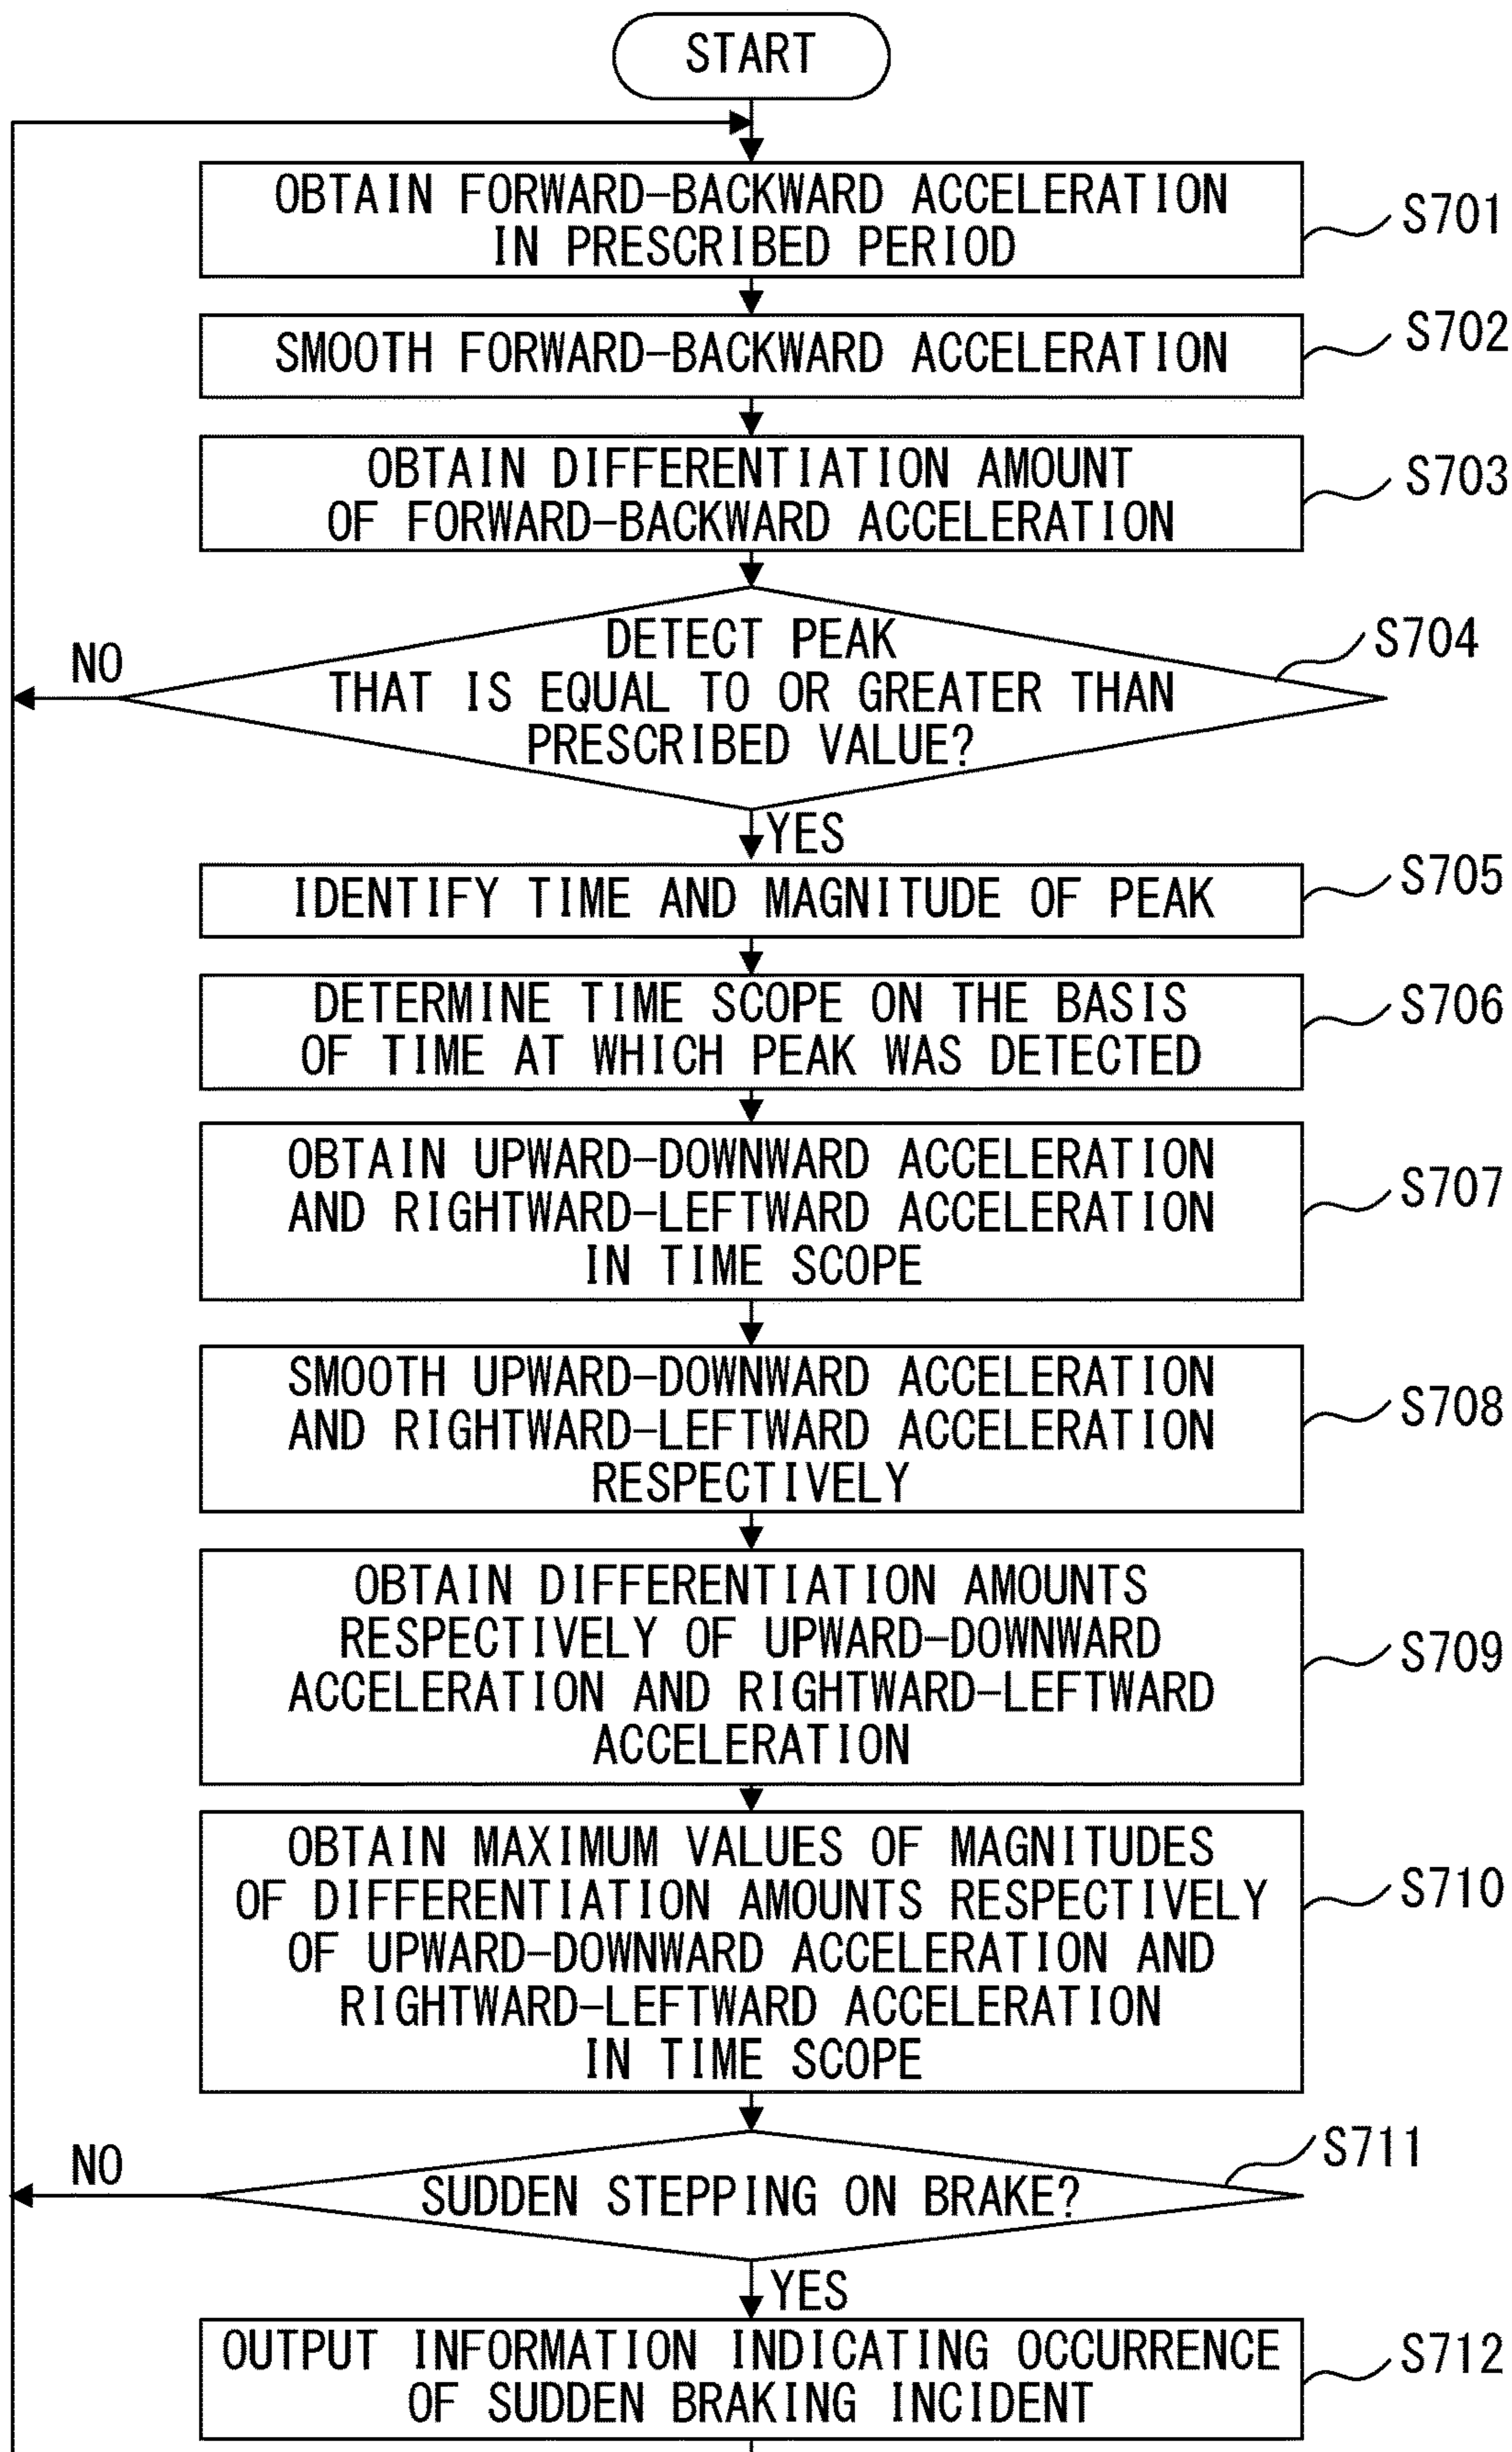 START
OBTAIN FORWARD-BACKWARD ACCELERATION
IN PRESCRIBED PERIOD
S701
SMOOTH FORWARD-BACKWARD ACCELERATION
S702
OBTAIN DIFFERENTIATION AMOUNT
OF FORWARD-BACKWARD ACCELERATION
S703
DETECT PEAK
THAT IS EQUAL TO OR GREATER THAN
PRESCRIBED VALUE?
S704
NO
YES
IDENTIFY TIME AND MAGNITUDE OF PEAK
S705
DETERMINE TIME SCOPE ON THE BASIS
OF TIME AT WHICH PEAK WAS DETECTED
S706
OBTAIN UPWARD-DOWNWARD ACCELERATION
AND RIGHTWARD-LEFTWARD ACCELERATION
IN TIME SCOPE
S707
SMOOTH UPWARD-DOWNWARD ACCELERATION
AND RIGHTWARD-LEFTWARD ACCELERATION
RESPECTIVELY
S708
OBTAIN DIFFERENTIATION AMOUNTS
RESPECTIVELY OF UPWARD-DOWNWARD
ACCELERATION AND RIGHTWARD-LEFTWARD
ACCELERATION
S709
OBTAIN MAXIMUM VALUES OF MAGNITUDES
OF DIFFERENTIATION AMOUNTS RESPECTIVELY
OF UPWARD-DOWNWARD ACCELERATION AND
RIGHTWARD-LEFTWARD ACCELERATION
IN TIME SCOPE
S710
SUDDEN STEPPING ON BRAKE?
S711
NO
YES
OUTPUT INFORMATION INDICATING OCCURRENCE
OF SUDDEN BRAKING INCIDENT
S712